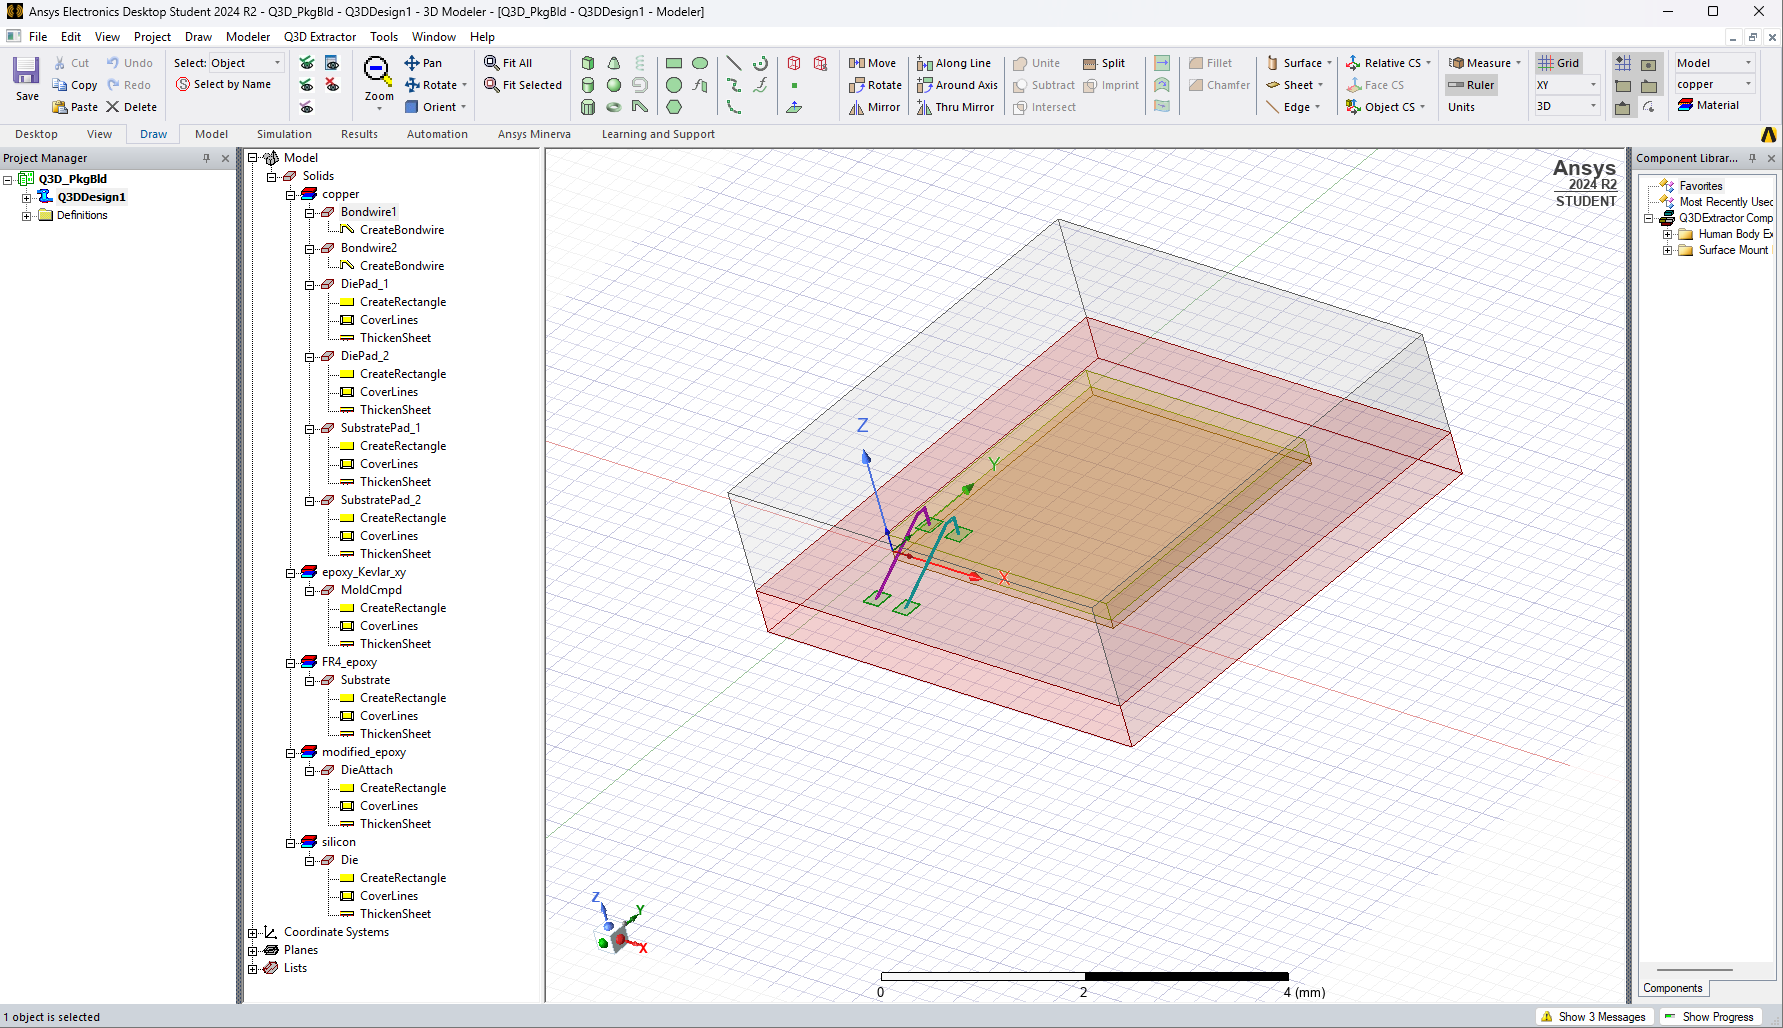 Ansys Electronics Desktop Student 2024 R2 - Q3D_PkgBld - Q3DDesign1 - 3D Modeler - [Q3D_PkgBld - Q3DDesign1 - Modeler]
File Edit View Project Draw Modeler Q3D Extractor Tools Window Help
Cut Undo Select: Object Fit All Pan Move Along Line Unite Split Fillet Surface Relative CS Measure Grid Model
Save Copy Redo Select by Name Zoom Rotate Fit Selected Rotate Around Axis Subtract Imprint Chamfer Sheet Face CS Ruler XY copper
Paste Delete Orient Mirror Thru Mirror Intersect Edge Object CS Units 3D Material
Desktop View Draw Model Simulation Results Automation Ansys Minerva Learning and Support
Project Manager
Q3D_PkgBld
Q3DDesign1
Definitions
Model
Solids
copper
Bondwire1
CreateBondwire
Bondwire2
CreateBondwire
DiePad_1
CreateRectangle
CoverLines
ThickenSheet
DiePad_2
CreateRectangle
CoverLines
ThickenSheet
SubstratePad_1
CreateRectangle
CoverLines
ThickenSheet
SubstratePad_2
CreateRectangle
CoverLines
ThickenSheet
epoxy_Kevlar_xy
MoldCmpd
CreateRectangle
CoverLines
ThickenSheet
FR4_epoxy
Substrate
CreateRectangle
CoverLines
ThickenSheet
modified_epoxy
DieAttach
CreateRectangle
CoverLines
ThickenSheet
silicon
Die
CreateRectangle
CoverLines
ThickenSheet
Coordinate Systems
Planes
Lists
Ansys
2024 R2
STUDENT
Z
Y
X
Z
Y
X
0 2 4 (mm)
Component Librar...
Favorites
Most Recently Used
Q3DExtractor Comp
Human Body Ex
Surface Mount
Components
1 object is selected
Show 3 Messages Show Progress